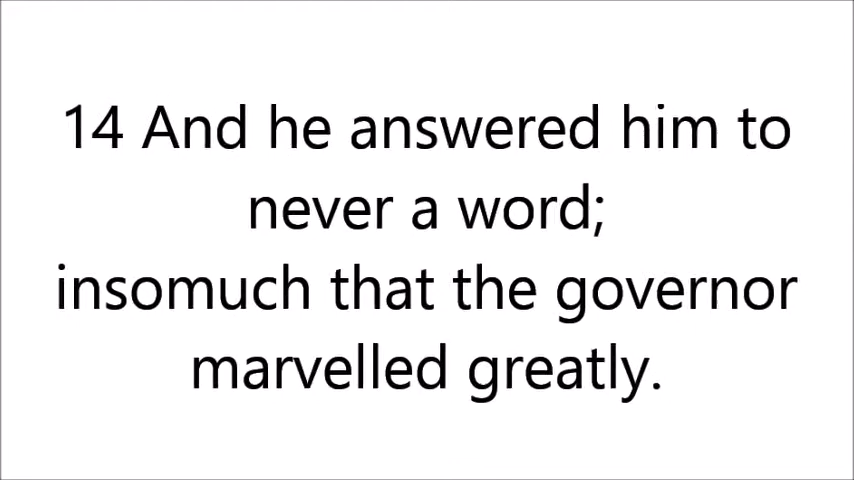 14 And he answered him to
never a word;
insomuch that the governor
marvelled greatly.